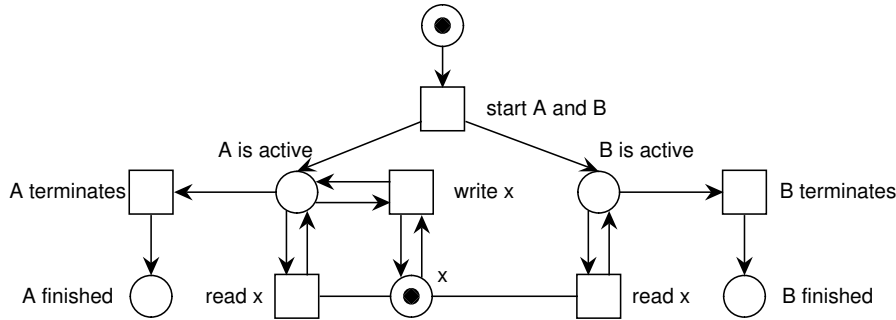 start A and B
A is active
B is active
A terminates
write x
B terminates
x
A finished
read x
read x
B finished